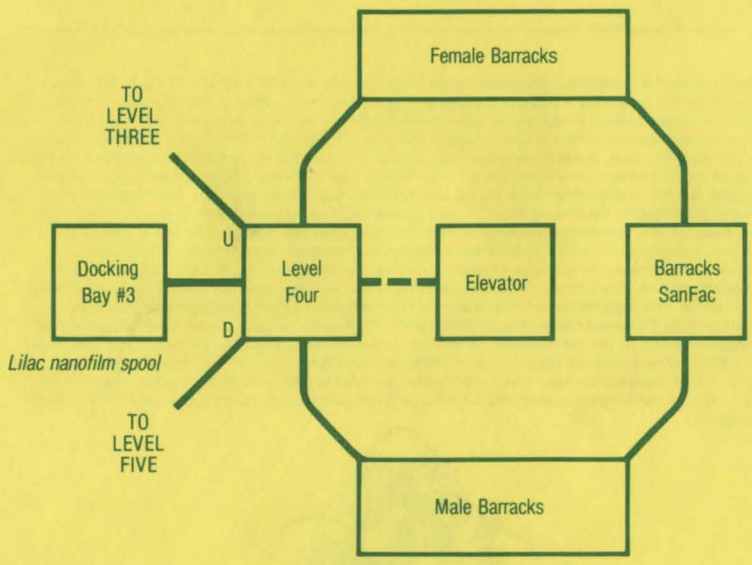 Female Barracks
TO
LEVEL
THREE
U
Docking
Bay #3
Level
Four
Elevator
Barracks
SanFac
D
Lilac nanofilm spool
TO
LEVEL
FIVE
Male Barracks